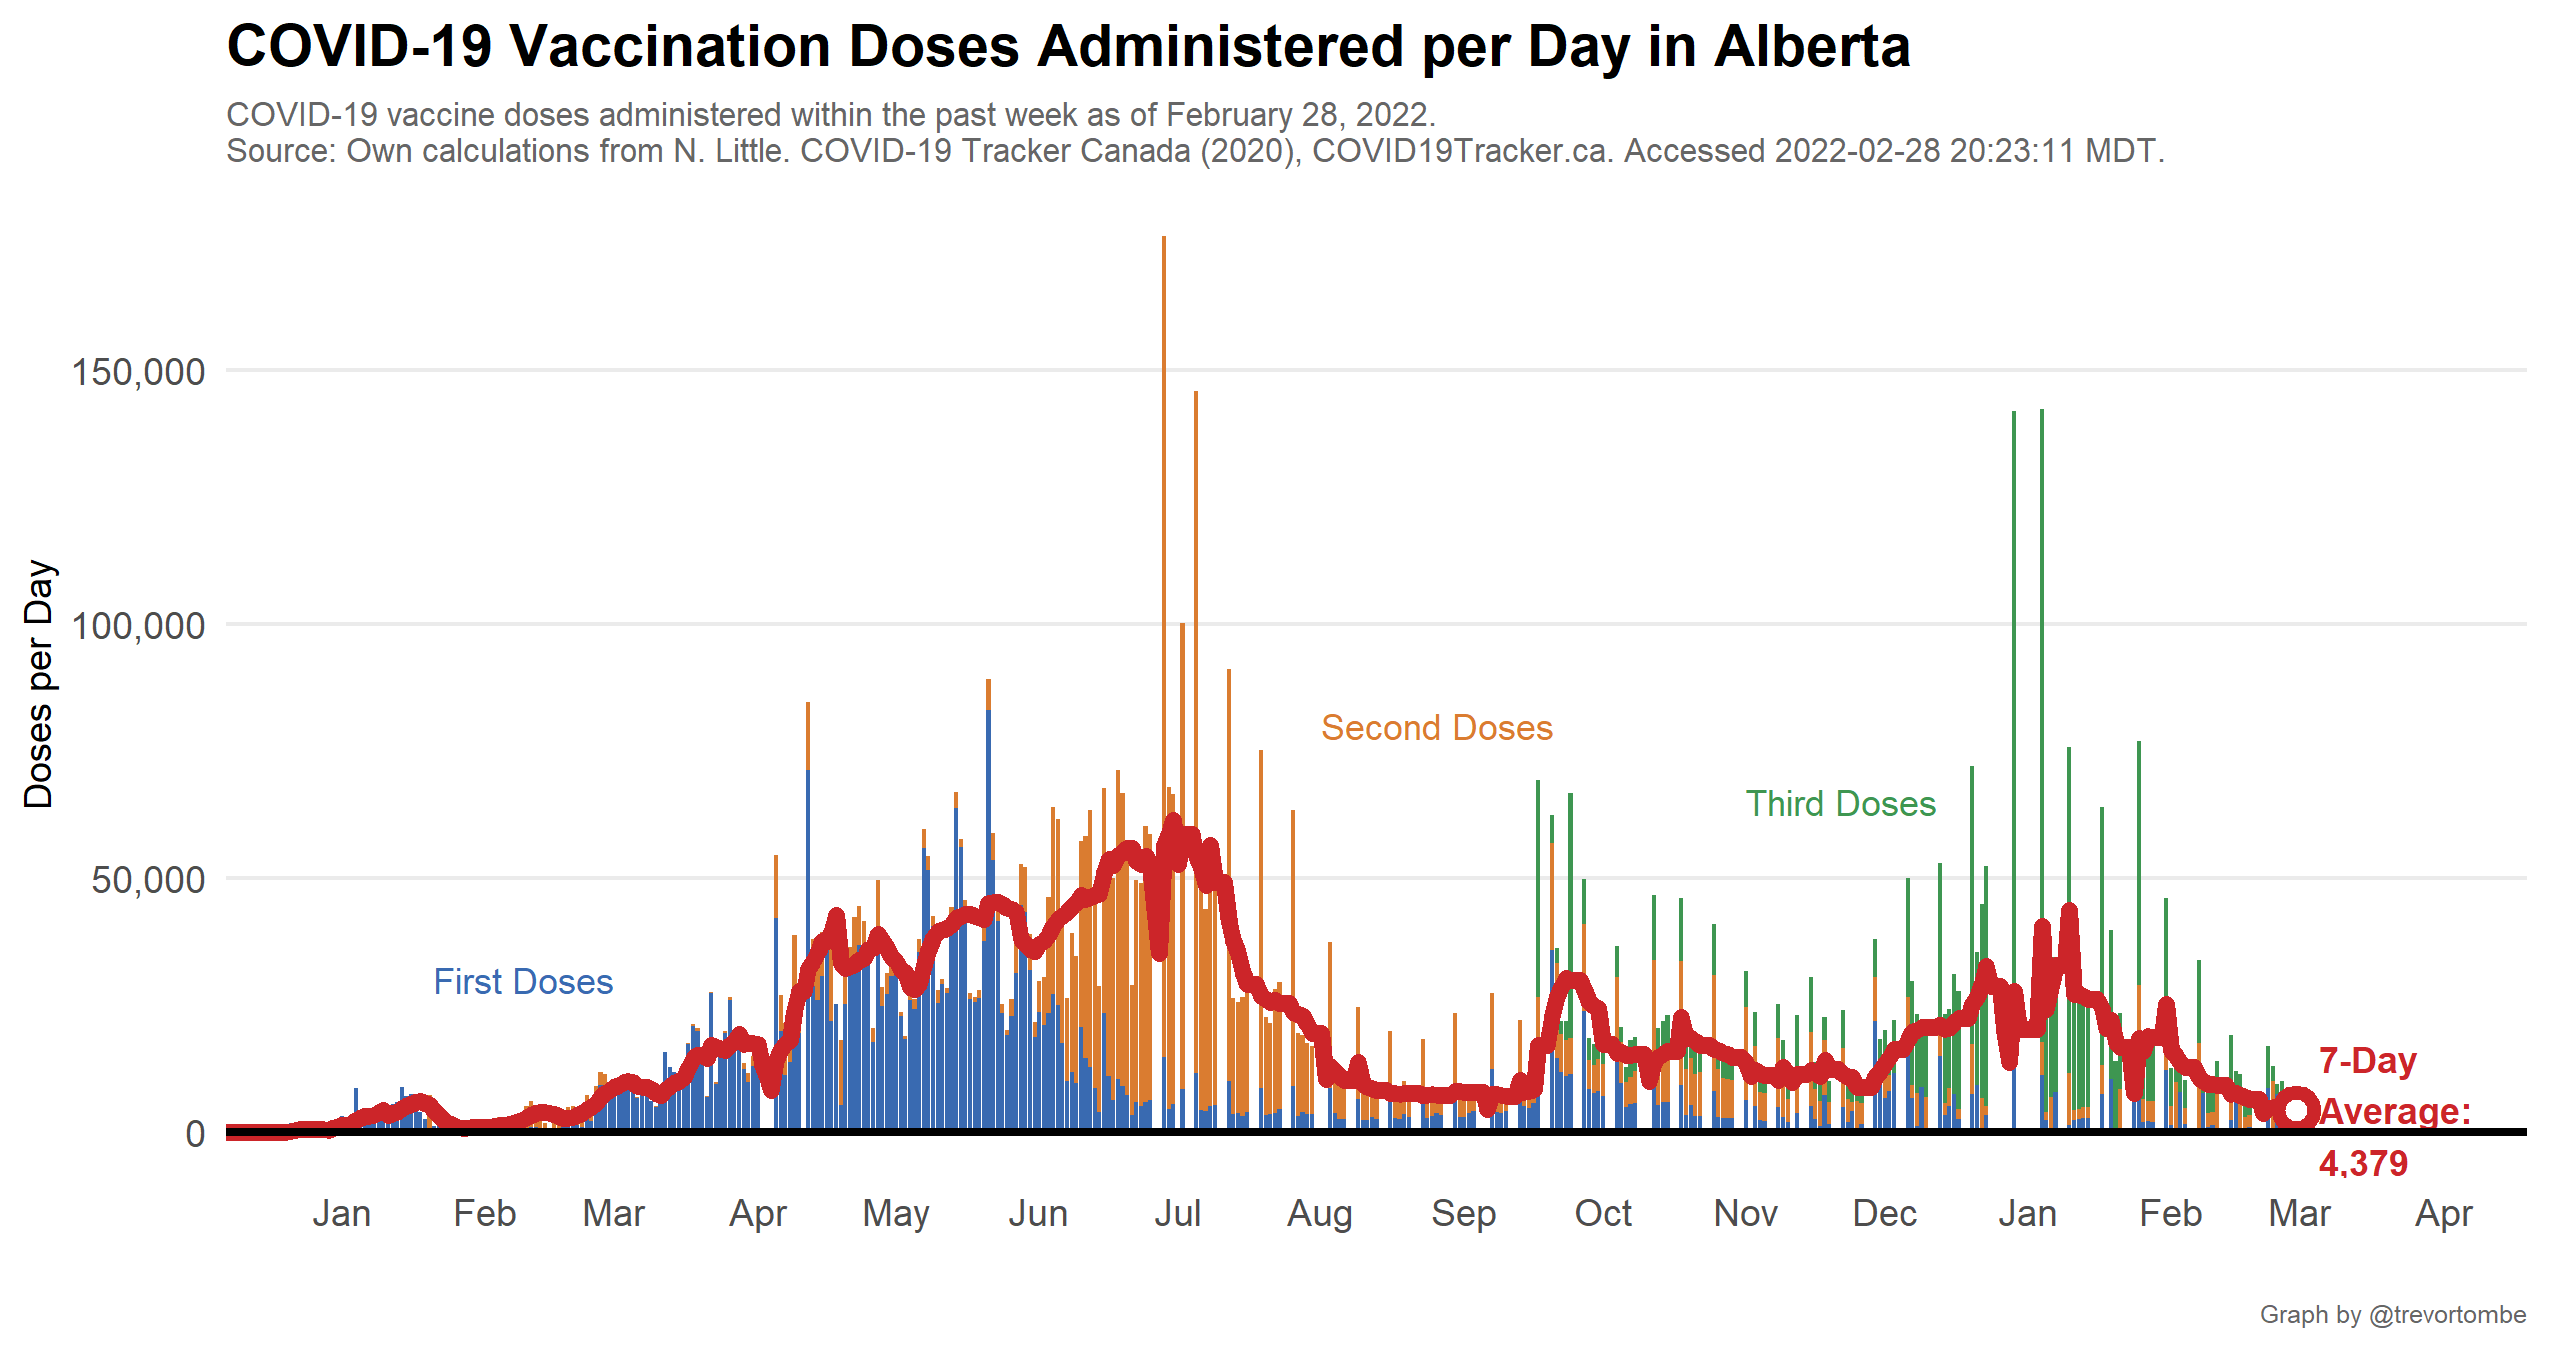 COVID-19 Vaccination Doses Administered per Day in Alberta
COVID-19 vaccine doses administered within the past week as of February 28, 2022.
Source: Own calculations from N. Little. COVID-19 Tracker Canada (2020), COVID19Tracker.ca. Accessed 2022-02-28 20:23:11 MDT.
Doses per Day
150,000
100,000
50,000
0
First Doses
Second Doses
Third Doses
7-Day
Average:
4,379
Jan Feb Mar Apr May Jun Jul Aug Sep Oct Nov Dec Jan Feb Mar Apr
Graph by @trevortombe